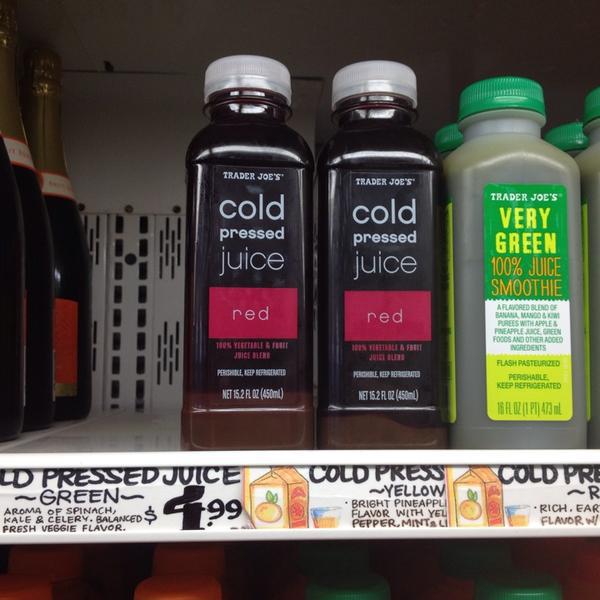 TRADER JOE'S
cold
pressed
juice
red
100% VEGETABLE & FRUIT
JUICE BLEND
PERISHABLE, KEEP REFRIGERATED
NET 15.2 FL OZ (450mL)
TRADER JOE'S
cold
pressed
juice
red
100% VEGETABLE & FRUIT
JUICE BLEND
PERISHABLE, KEEP REFRIGERATED
NET 15.2 FL OZ (450mL)
TRADER JOE'S
VERY
GREEN
100% JUICE
SMOOTHIE
A FLAVORED BLEND OF
BANANA, MANGO & KIWI
PUREES WITH APPLE &
PINEAPPLE JUICE, GREEN
FOODS AND OTHER ADDED
INGREDIENTS
FLASH PASTEURIZED
PERISHABLE,
KEEP REFRIGERATED
16 FL OZ (1 PT) 473 mL
LD PRESSED JUICE
~GREEN~
AROMA OF SPINACH,
KALE & CELERY. BALANCED
FRESH VEGGIE FLAVOR.
$4.99
COLD PRESS
~YELLOW
• BRIGHT PINEAPPL
FLAVOR WITH YEL
PEPPER, MINT & LI
COLD PRE
~R
• RICH, EAR
FLAVOR W/